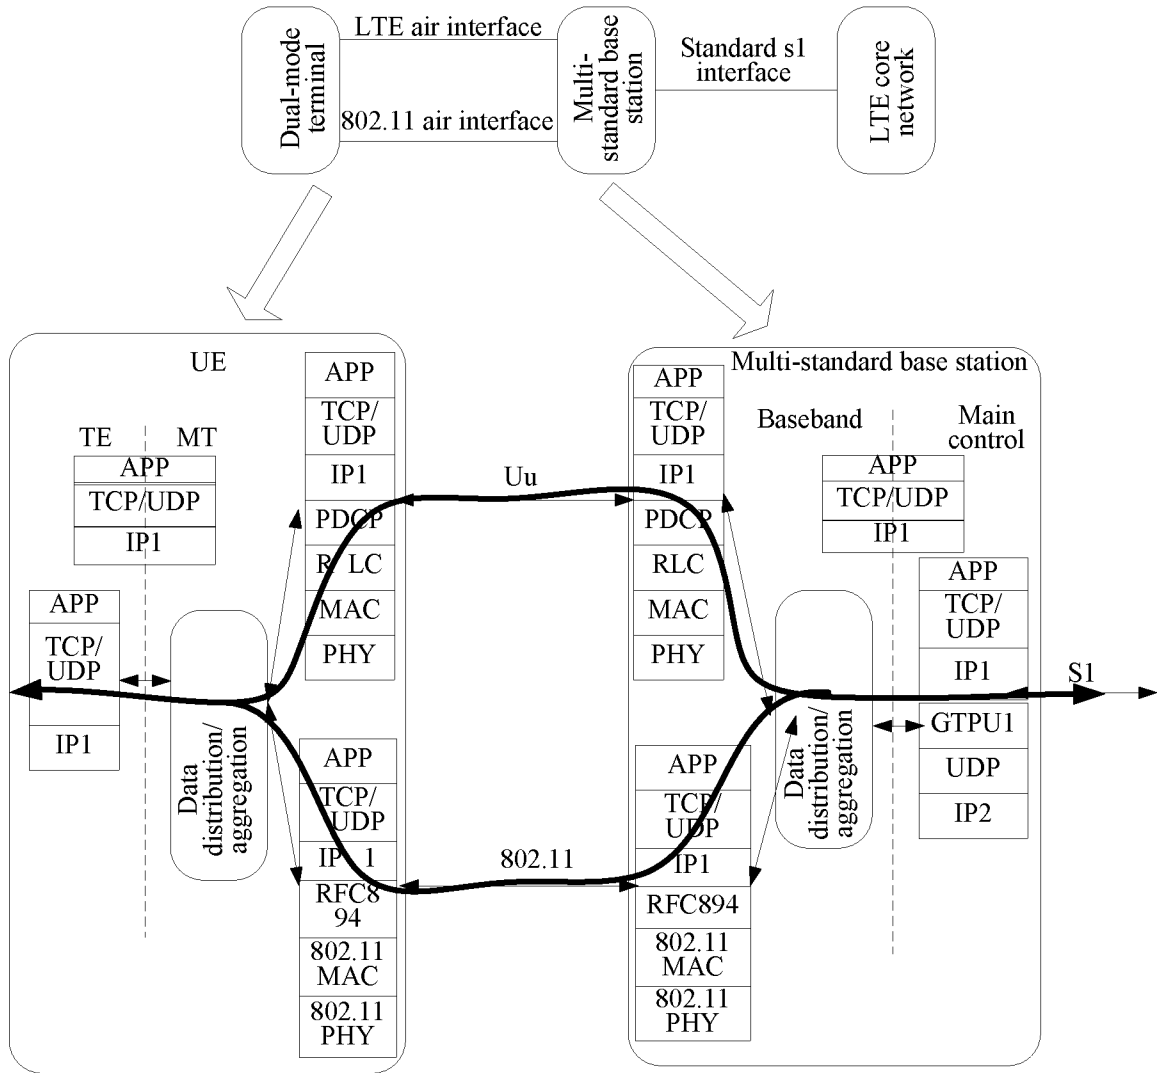 LTE air interface
802.11 air interface
Dual-mode
terminal
Multi-
standard base
station
Standard s1
interface
LTE core
network
UE
TE
MT
APP
TCP/UDP
IP1
APP
TCP/
UDP
IP1
Data
distribution/
aggregation
APP
TCP/
UDP
IP1
PDCP
RLC
MAC
PHY
APP
TCP/
UDP
IP 1
RFC8
94
802.11
MAC
802.11
PHY
Uu
802.11
Multi-standard base station
Baseband
Main
control
APP
TCP/
UDP
IP1
PDCP
RLC
MAC
PHY
APP
TCP/
UDP
IP1
RFC894
802.11
MAC
802.11
PHY
APP
TCP/UDP
IP1
Data
distribution/
aggregation
APP
TCP/
UDP
IP1
GTPU1
UDP
IP2
S1